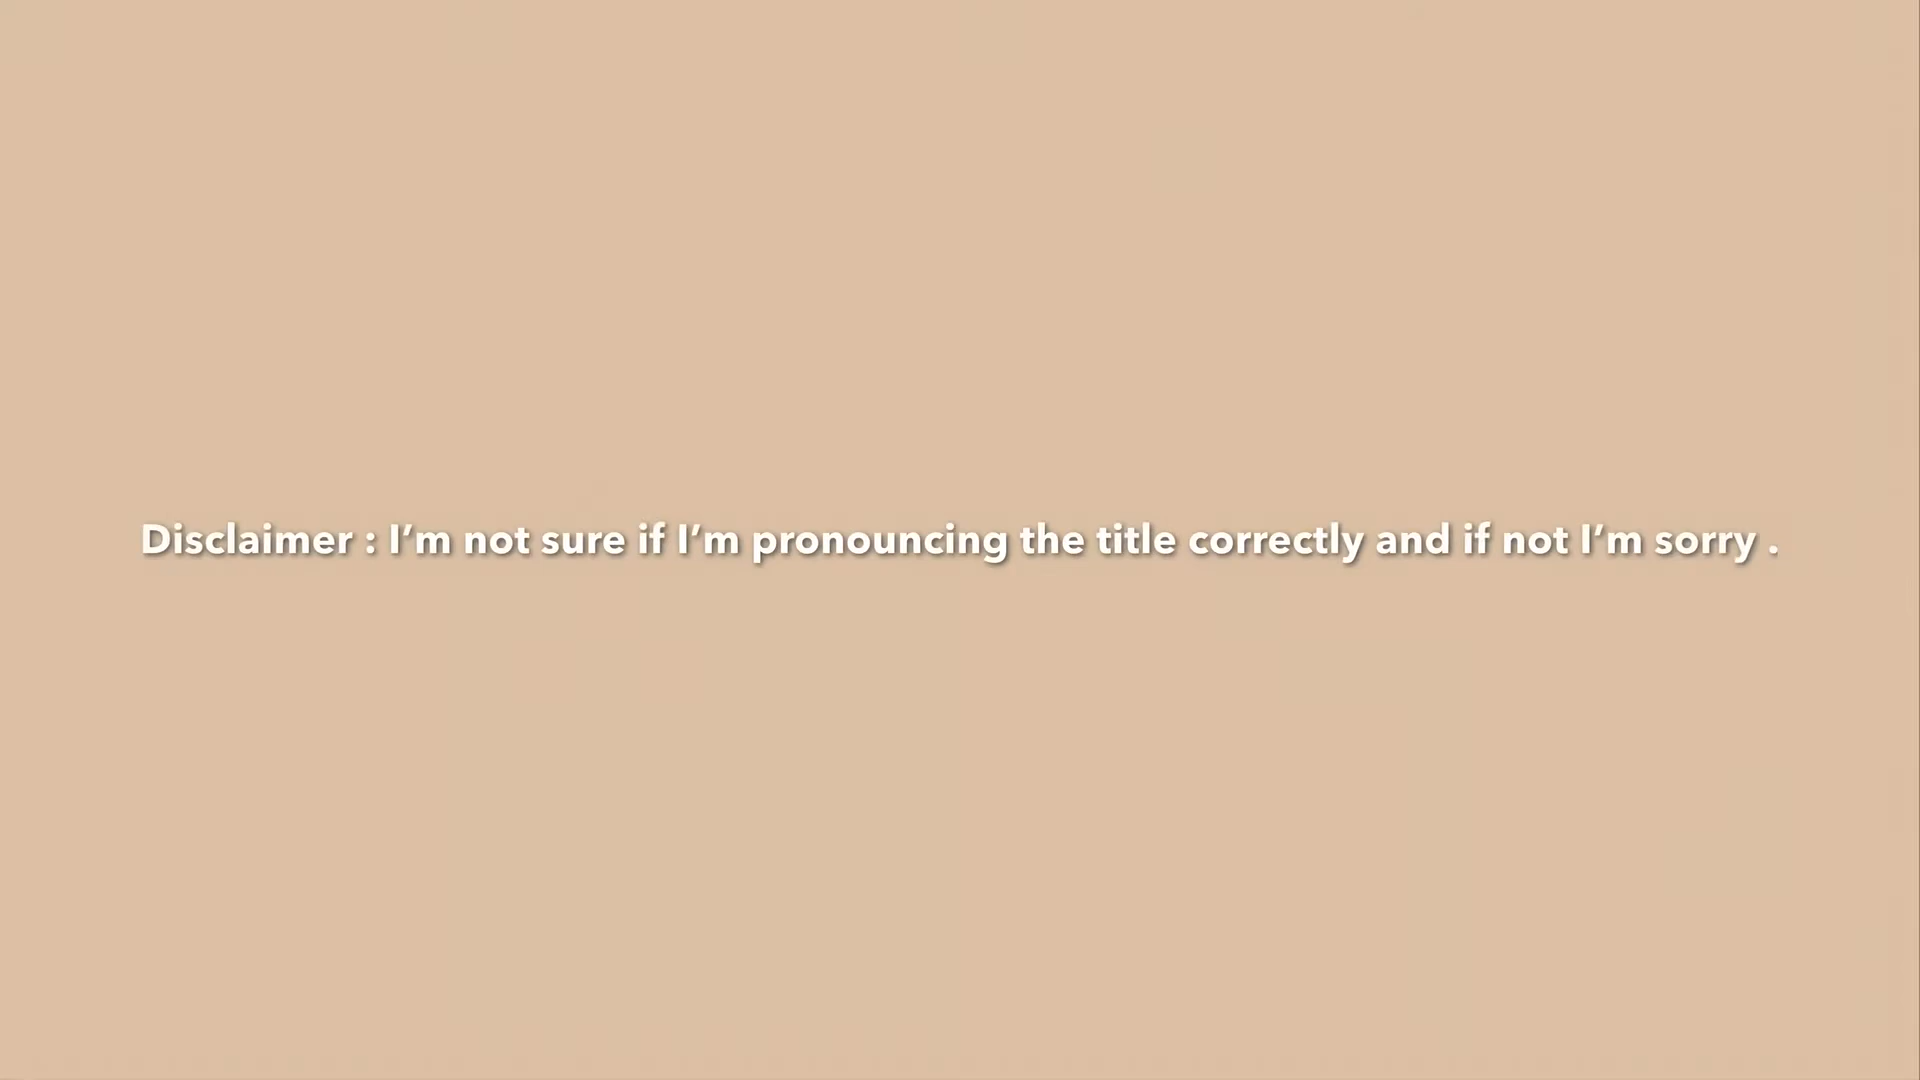 Disclaimer : I’m not sure if I’m pronouncing the title correctly and if not I’m sorry .